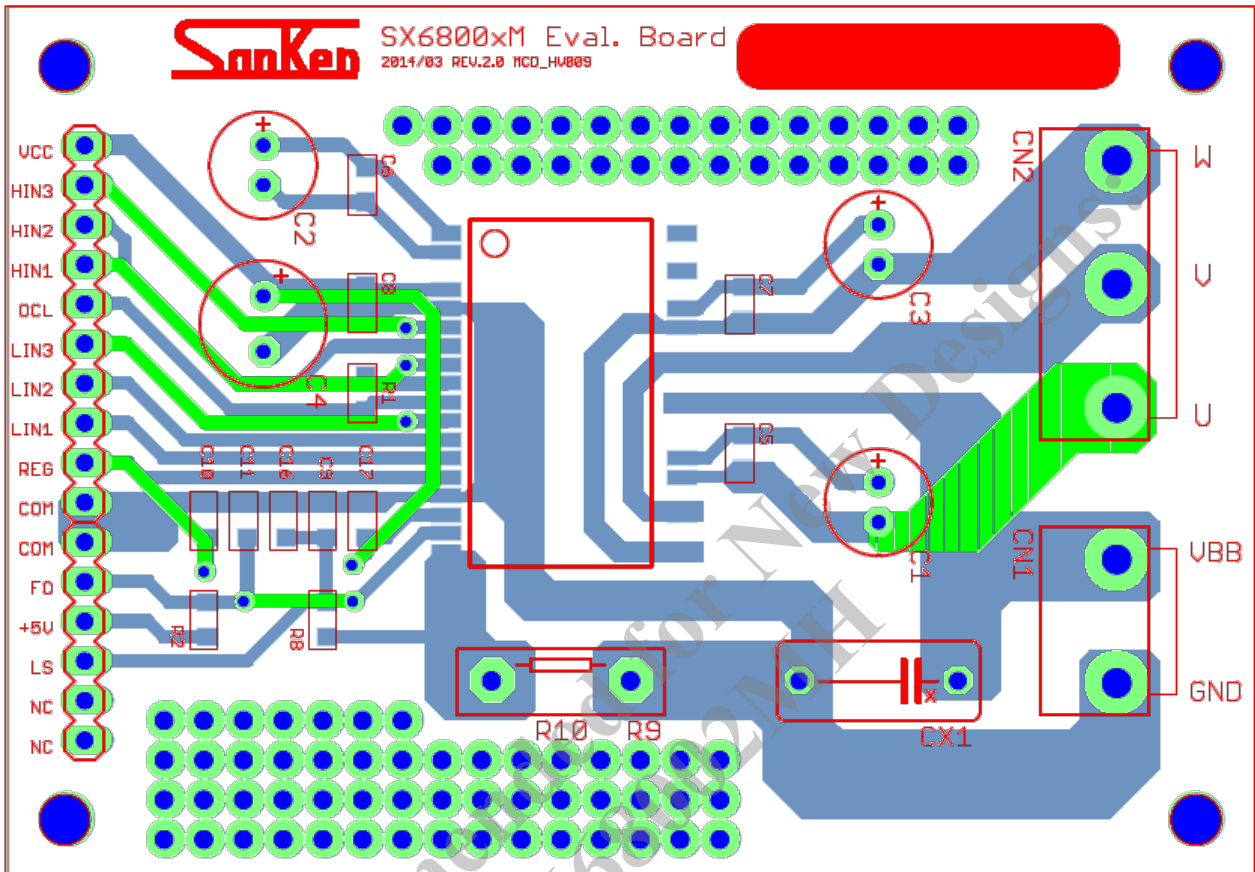 SanKen
SX6800xM Eval. Board
2014/03 REV.2.0 MCD_HV009
VCC
HIN3
HIN2
HIN1
OCL
LIN3
LIN2
LIN1
REG
COM
COM
FO
+5V
LS
NC
NC
+
C2
C6
+
C4
C8
R1
C10
C11
C16
C9
C17
R2
R8
+
C3
C7
C5
+
C1
CN2
W
V
U
CN1
VBB
GND
R10
R9
x
CX1
mended for New Designs:
X68002MH